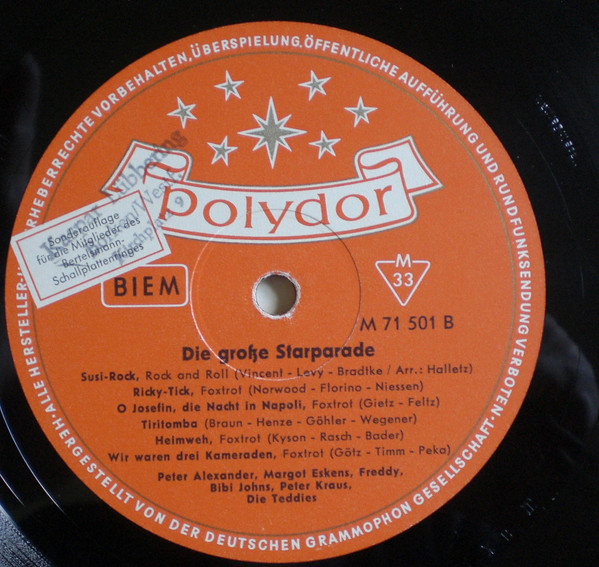 HERGESTELLT VON DER DEUTSCHEN GRAMMOPHON GESELLSCHAFT · ALLE HERSTELLER- RHEBERRECHTE VORBEHALTEN, ÜBERSPIELUNG, ÖFFENTLICHE AUFFÜHRUNG UND RUNDFUNKSENDUNG VERBOTEN ·
Polydor
Sonderauflage
für die Mitglieder des
Bertelsmann-
Schallplattenringes
BIEM
M
33
M 71 501 B
Die große Starparade
Susi-Rock, Rock and Roll (Vincent - Levy - Bradtke / Arr.: Halletz)
Ricky-Tick, Foxtrot (Norwood - Florino - Niessen)
O Josefin, die Nacht in Napoli, Foxtrot (Gietz - Feltz)
Tiritomba (Braun - Henze - Göhler - Wegener)
Heimweh, Foxtrot (Kyson - Rasch - Bader)
Wir waren drei Kameraden, Foxtrot (Götz - Timm - Peka)
Peter Alexander, Margot Eskens, Freddy,
Bibi Johns, Peter Kraus,
Die Teddies